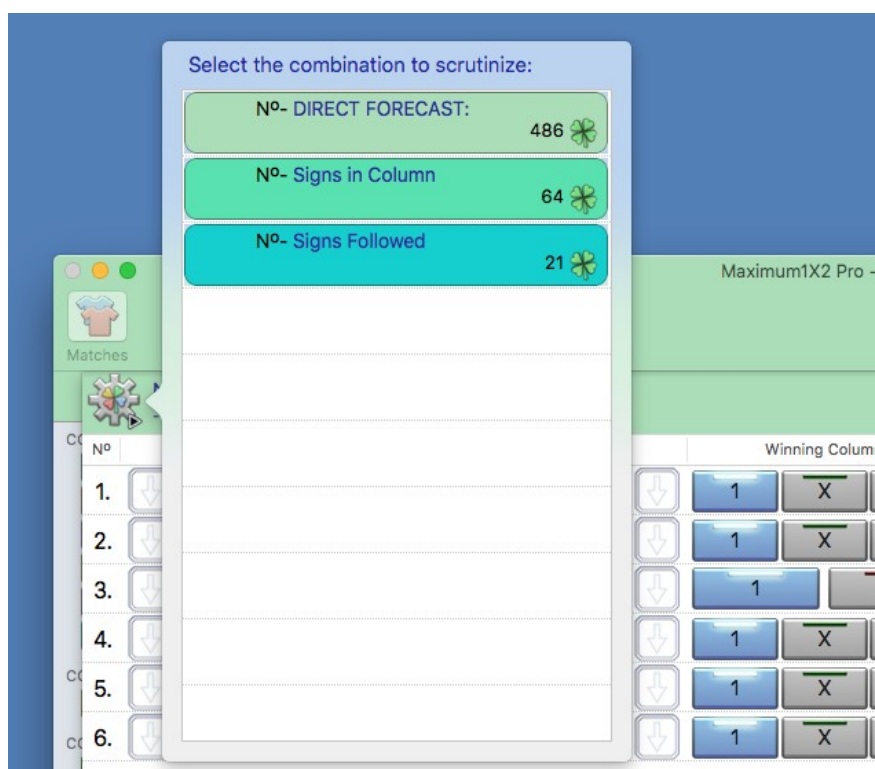 Select the combination to scrutinize:
Nº- DIRECT FORECAST:
486
Nº- Signs in Column
64
Nº- Signs Followed
21
Maximum1X2 Pro -
Matches
Nº
Winning Colum
1.
1 X
2.
1 X
3.
1
4.
1 X
5.
1 X
6.
1 X